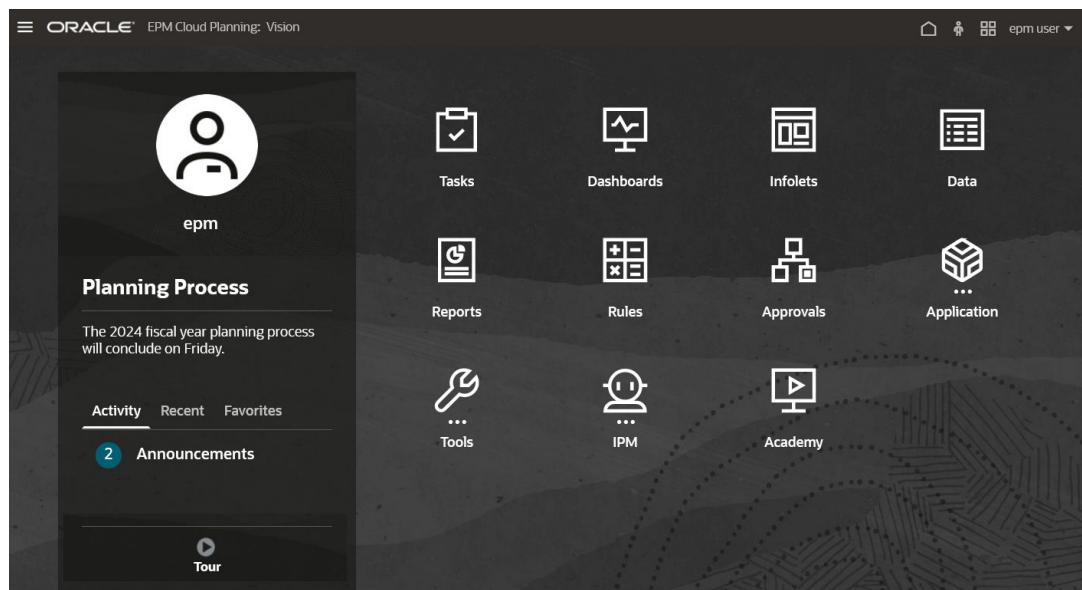 ORACLE® EPM Cloud Planning: Vision
epm user
epm
Planning Process
The 2024 fiscal year planning process
will conclude on Friday.
Activity Recent Favorites
2 Announcements
Tour
Tasks Dashboards Infolets Data
Reports Rules Approvals Application
Tools IPM Academy